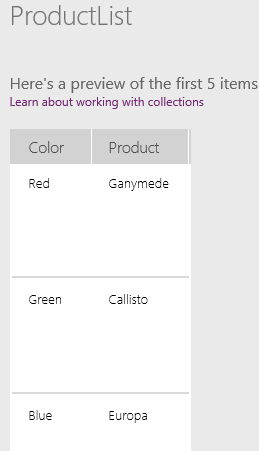 ProductList
Here's a preview of the first 5 items
Learn about working with collections
Color Product
Red Ganymede
Green Callisto
Blue Europa